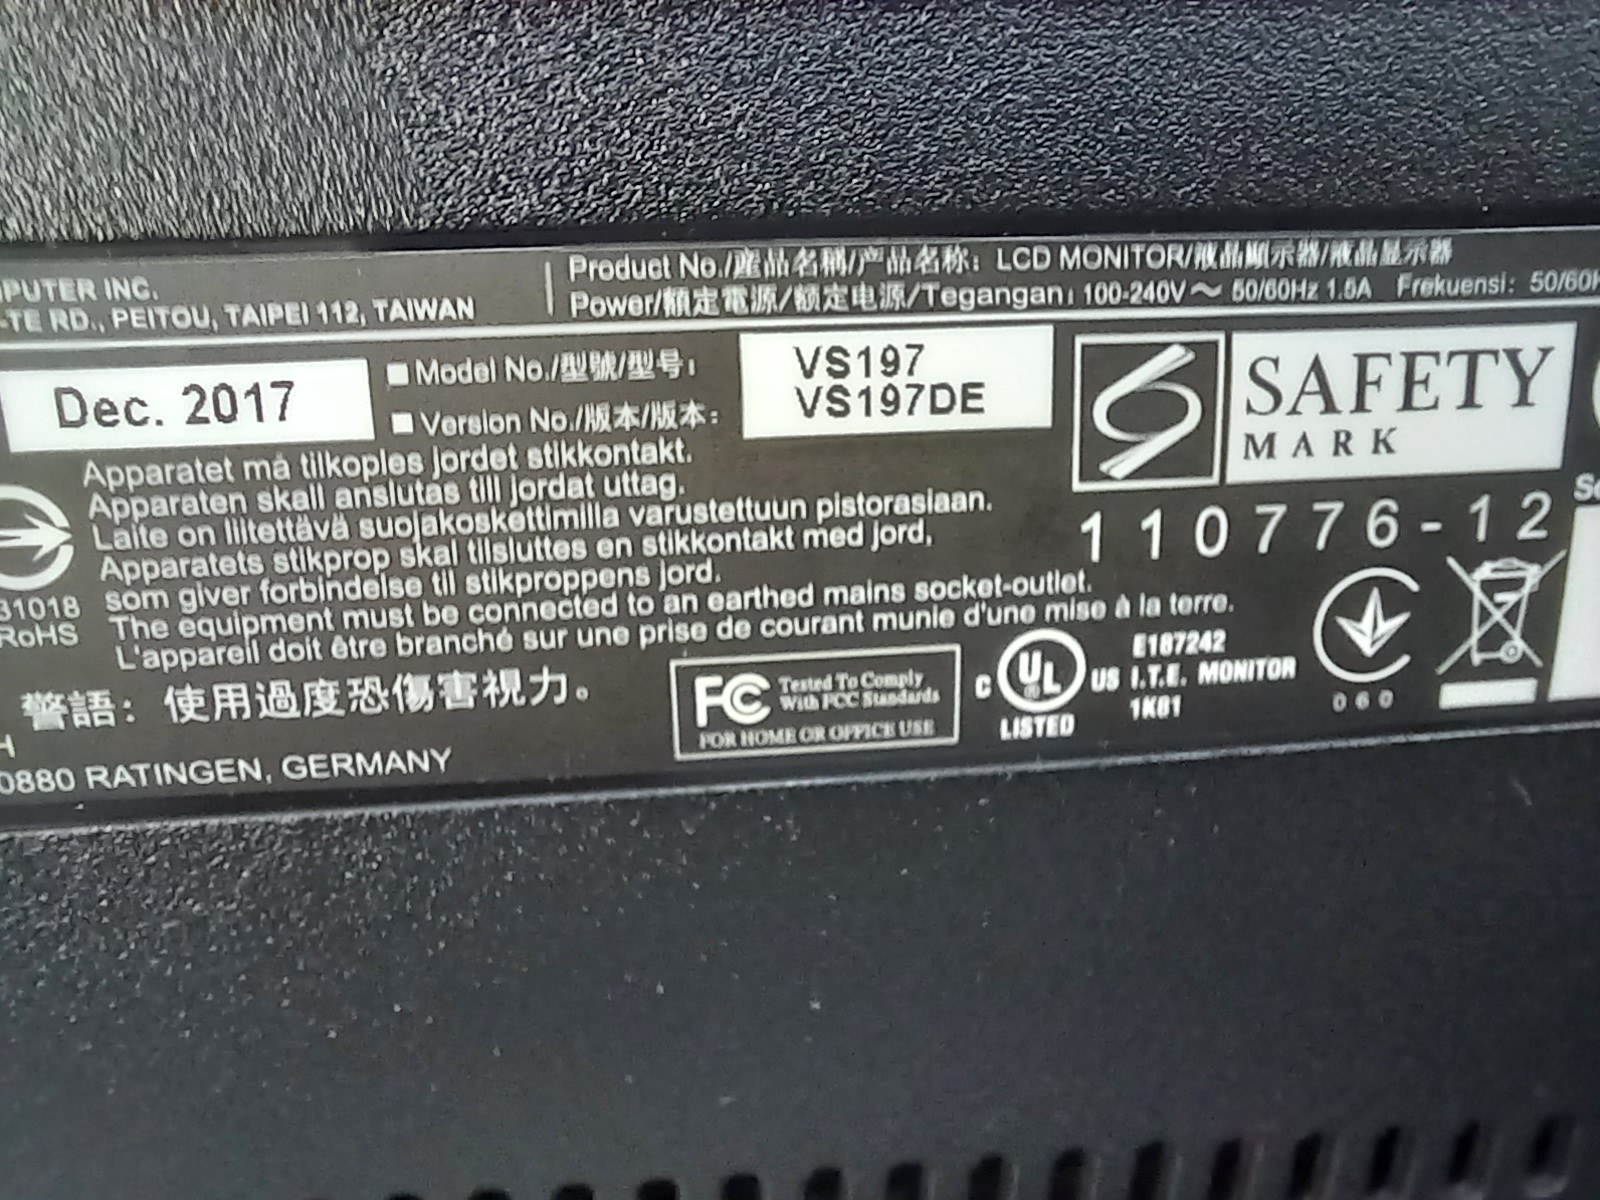 PUTER INC.
-TE RD., PEITOU, TAIPEI 112, TAIWAN
Product No./產品名稱/产品名称: LCD MONITOR/液晶顯示器/液晶显示器
Power/額定電源/额定电源/Tegangan: 100-240V～ 50/60Hz 1.5A Frekuensi: 50/60H
Dec. 2017
Model No./型號/型号:
Version No./版本/版本:
VS197
VS197DE
SAFETY
MARK
110776-12
Apparatet må tilkoples jordet stikkontakt.
Apparaten skall anslutas till jordat uttag.
Laite on liitettävä suojakoskettimilla varustettuun pistorasiaan.
Apparatets stikprop skal tilsluttes en stikkontakt med jord,
som giver forbindelse til stikproppens jord.
The equipment must be connected to an earthed mains socket-outlet.
L'appareil doit être branché sur une prise de courant munie d'une mise à la terre.
31018
RoHS
警語: 使用過度恐傷害視力。
H
0880 RATINGEN, GERMANY
FC Tested To Comply
With FCC Standards
FOR HOME OR OFFICE USE
C UL US
LISTED
E187242
I.T.E. MONITOR
1K81
060